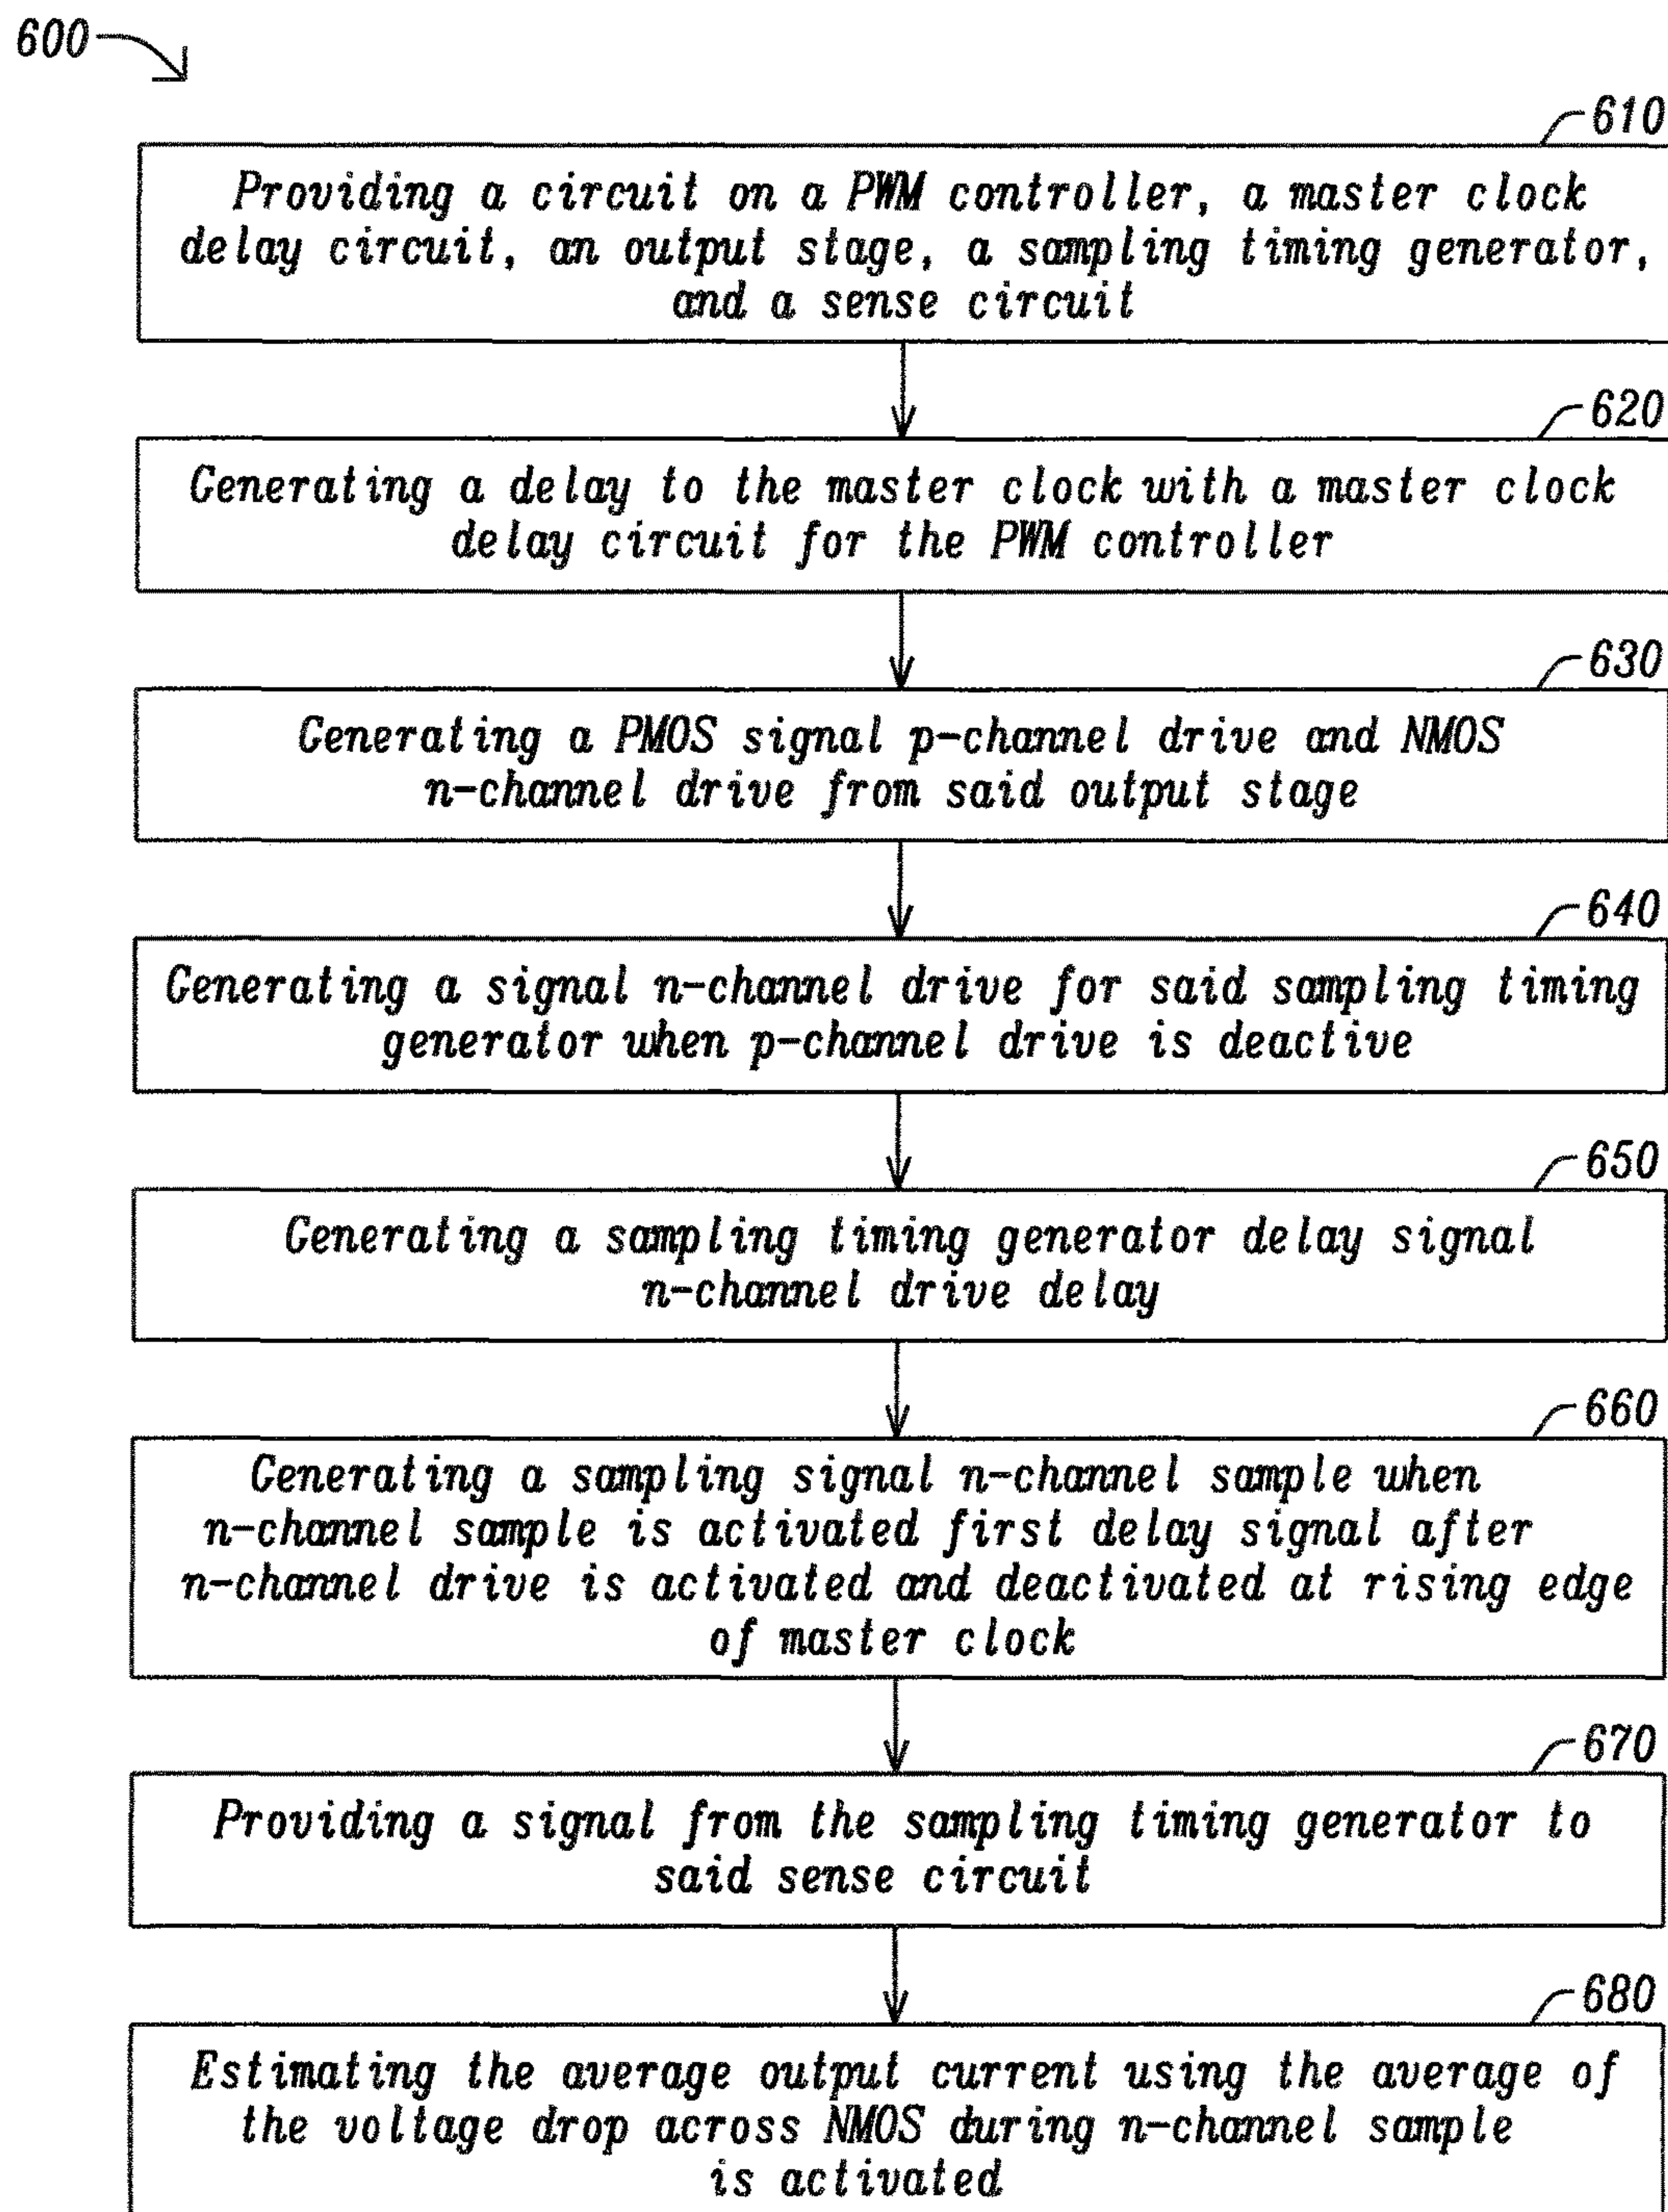 600
610
Providing a circuit on a PWM controller, a master clock
delay circuit, an output stage, a sampling timing generator,
and a sense circuit
620
Generating a delay to the master clock with a master clock
delay circuit for the PWM controller
630
Generating a PMOS signal p-channel drive and NMOS
n-channel drive from said output stage
640
Generating a signal n-channel drive for said sampling timing
generator when p-channel drive is deactive
650
Generating a sampling timing generator delay signal
n-channel drive delay
660
Generating a sampling signal n-channel sample when
n-channel sample is activated first delay signal after
n-channel drive is activated and deactivated at rising edge
of master clock
670
Providing a signal from the sampling timing generator to
said sense circuit
680
Estimating the average output current using the average of
the voltage drop across NMOS during n-channel sample
is activated